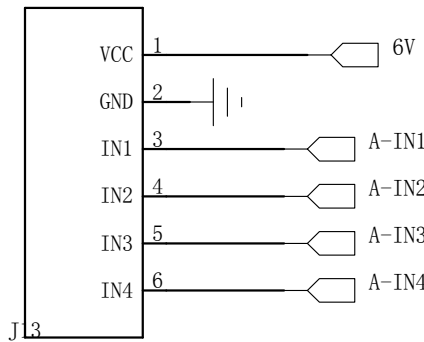 VCC 1 6V
GND 2
IN1 3 A-IN1
IN2 4 A-IN2
IN3 5 A-IN3
IN4 6 A-IN4
J13